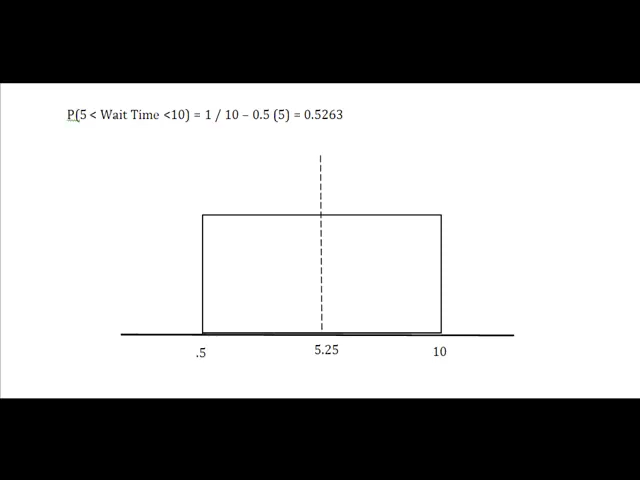 P(5 < Wait Time <10) = 1 / 10 – 0.5 (5) = 0.5263
.5 5.25 10